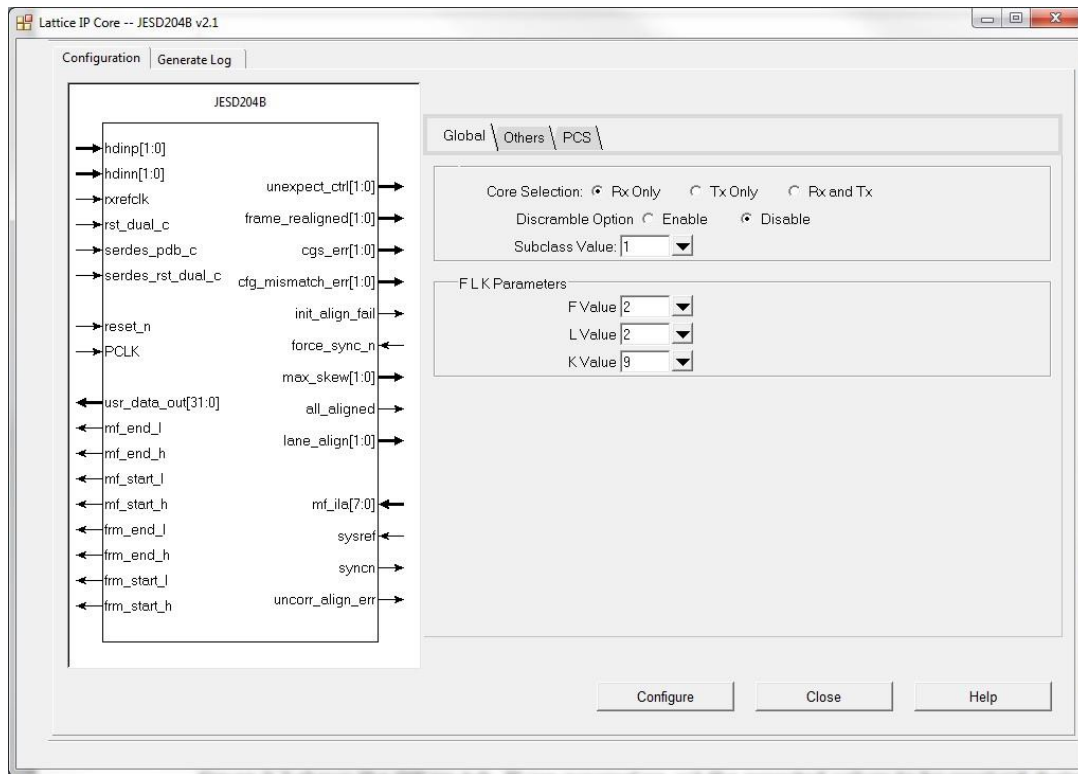 Lattice IP Core -- JESD204B v2.1
Configuration
Generate Log
JESD204B
hdinp[1:0]
hdinn[1:0]
rxrefclk
rst_dual_c
serdes_pdb_c
serdes_rst_dual_c
reset_n
PCLK
usr_data_out[31:0]
mf_end_l
mf_end_h
mf_start_l
mf_start_h
frm_end_l
frm_end_h
frm_start_l
frm_start_h
unexpect_ctrl[1:0]
frame_realigned[1:0]
cgs_err[1:0]
cfg_mismatch_err[1:0]
init_align_fail
force_sync_n
max_skew[1:0]
all_aligned
lane_align[1:0]
mf_ila[7:0]
sysref
syncn
uncorr_align_err
Global Others PCS
Core Selection: Rx Only Tx Only Rx and Tx
Discramble Option Enable Disable
Subclass Value: 1
F L K Parameters
F Value 2
L Value 2
K Value 9
Configure Close Help